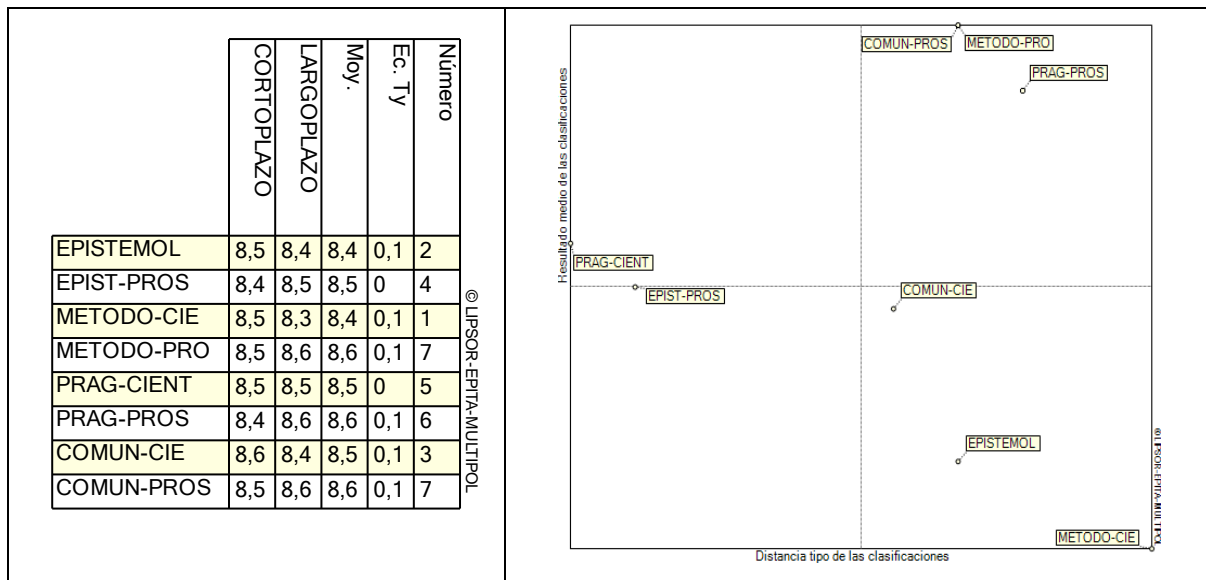 CORTOPLAZO LARGOPLAZO Moy. Ec. Ty Número
EPISTEMOL 8,5 8,4 8,4 0,1 2
EPIST-PROS 8,4 8,5 8,5 0 4
METODO-CIE 8,5 8,3 8,4 0,1 1
METODO-PRO 8,5 8,6 8,6 0,1 7
PRAG-CIENT 8,5 8,5 8,5 0 5
PRAG-PROS 8,4 8,6 8,6 0,1 6
COMUN-CIE 8,6 8,4 8,5 0,1 3
COMUN-PROS 8,5 8,6 8,6 0,1 7
© LIPSOR-EPITA-MULTIPOL
Resultado medio de las clasificaciones
COMUN-PROS METODO-PRO
PRAG-PROS
PRAG-CIENT
EPIST-PROS
COMUN-CIE
EPISTEMOL
METODO-CIE
Distancia tipo de las clasificaciones
© LIPSOR-EPITA-MULTIPOL